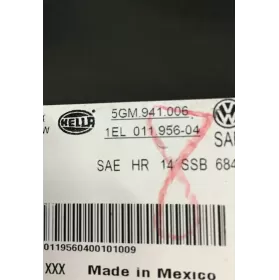 HELLA
5GM.941.006
1EL 011.956-04
SAE HR 14 SSB 684
0119560400101009
XXX Made in Mexico